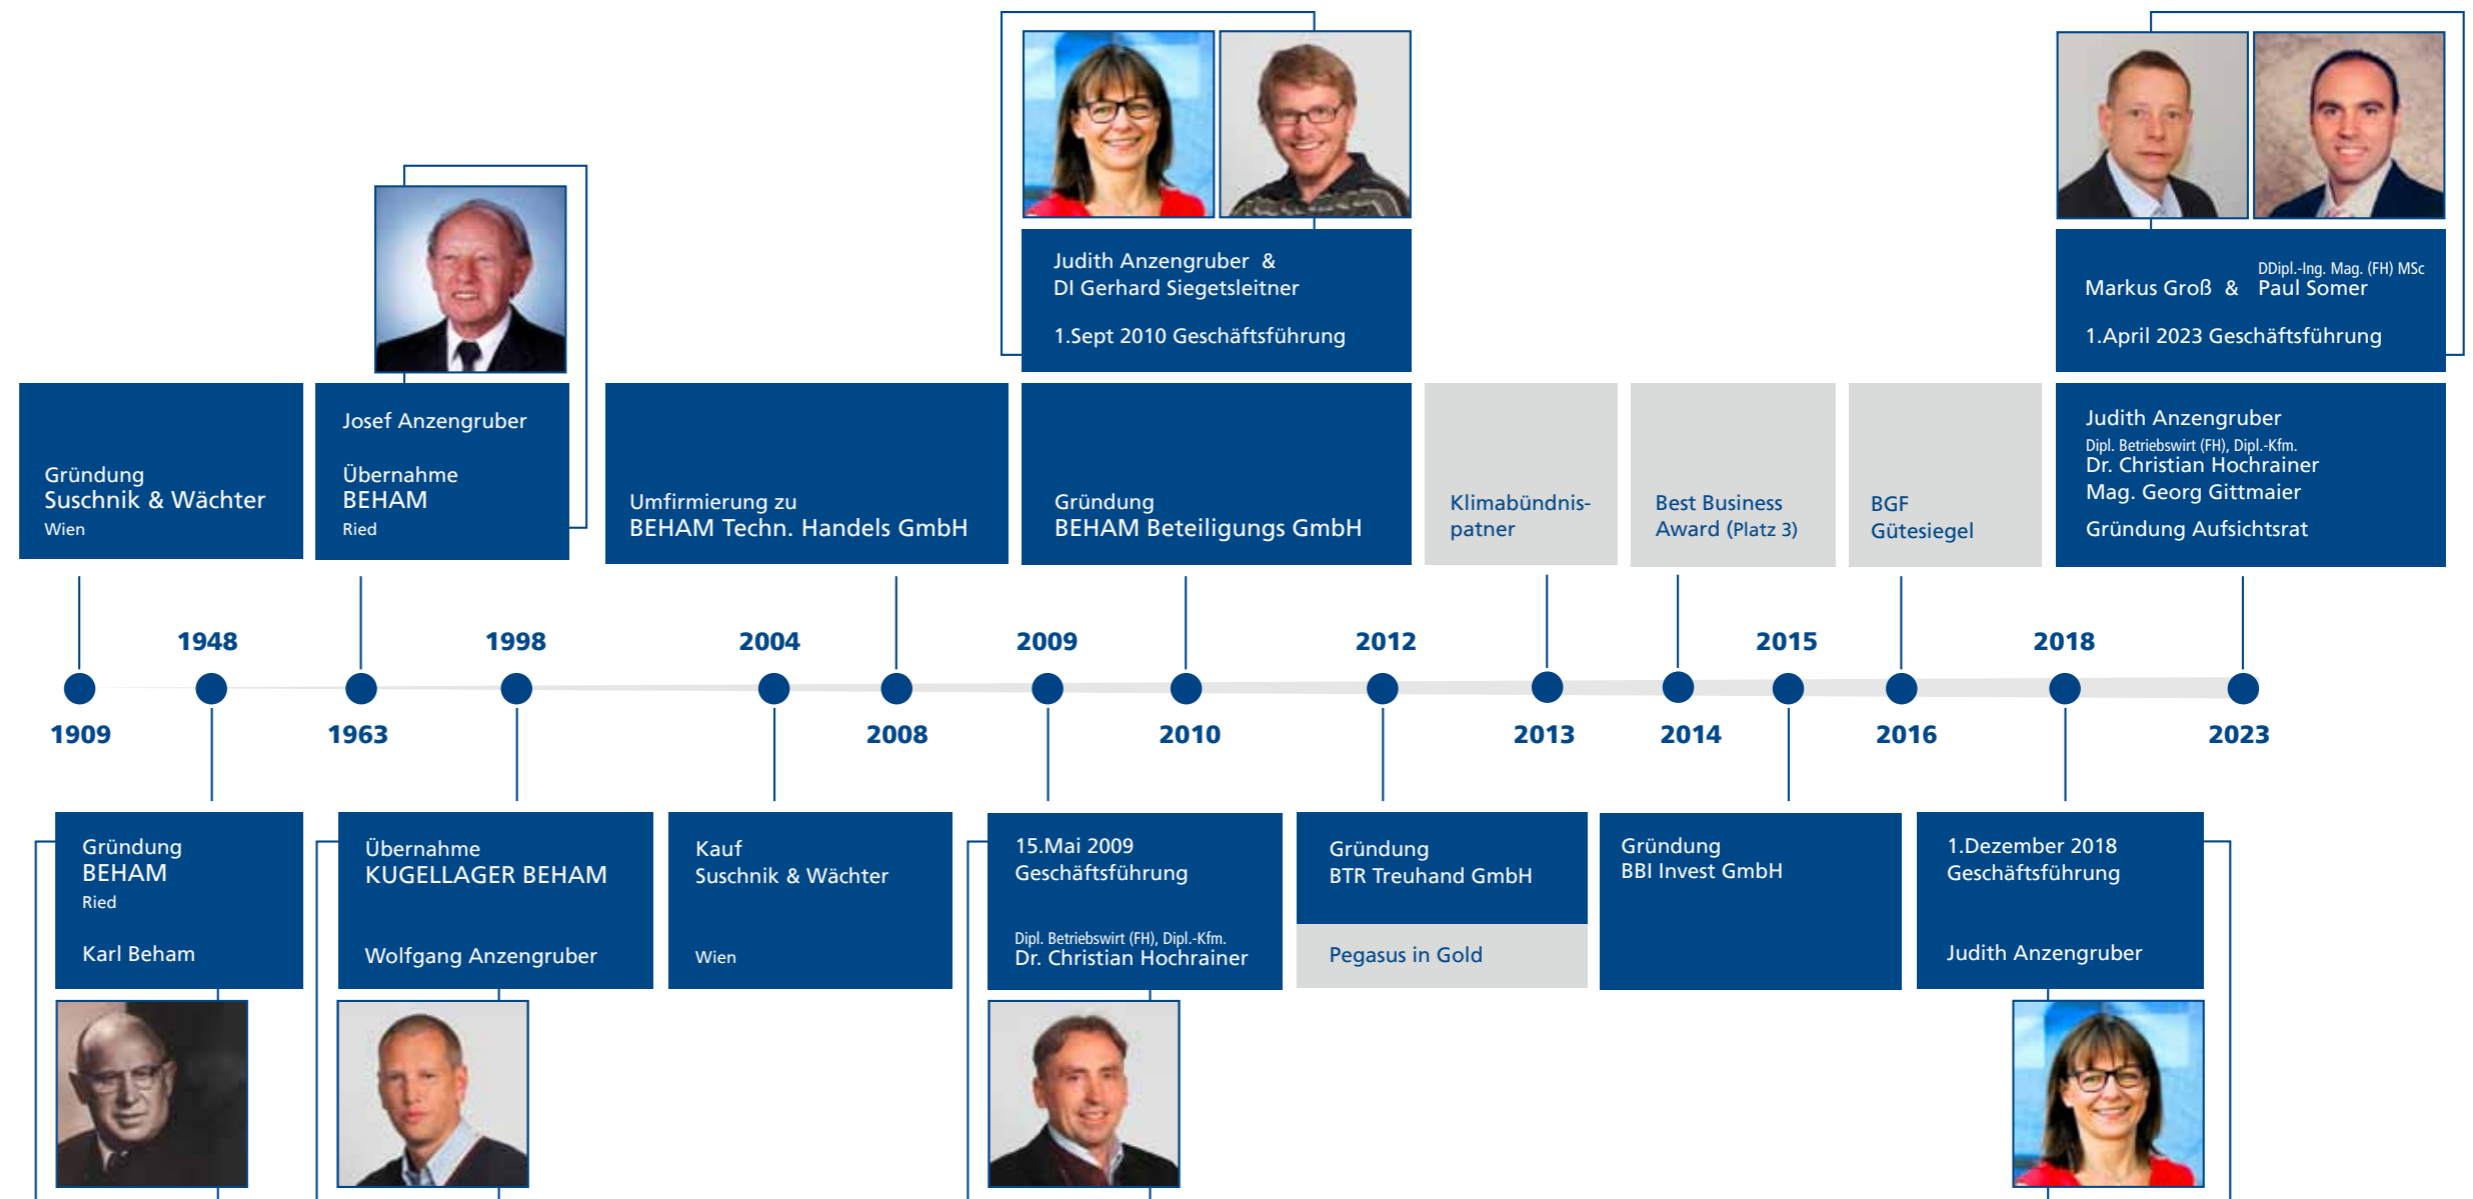 Judith Anzengruber &
DI Gerhard Siegetsleitner
1.Sept 2010 Geschäftsführung
DDipl.-Ing. Mag. (FH) MSc
Markus Groß & Paul Somer
1.April 2023 Geschäftsführung
Gründung
Suschnik & Wächter
Wien
Josef Anzengruber
Übernahme
BEHAM
Ried
Umfirmierung zu
BEHAM Techn. Handels GmbH
Gründung
BEHAM Beteiligungs GmbH
Klimabündnis-
patner
Best Business
Award (Platz 3)
BGF
Gütesiegel
Judith Anzengruber
Dipl. Betriebswirt (FH), Dipl.-Kfm.
Dr. Christian Hochrainer
Mag. Georg Gittmaier
Gründung Aufsichtsrat
1948 1998 2004 2009 2012 2015 2018
1909 1963 2008 2010 2013 2014 2016 2023
Gründung
BEHAM
Ried
Karl Beham
Übernahme
KUGELLAGER BEHAM
Wolfgang Anzengruber
Kauf
Suschnik & Wächter
Wien
15.Mai 2009
Geschäftsführung
Dipl. Betriebswirt (FH), Dipl.-Kfm.
Dr. Christian Hochrainer
Gründung
BTR Treuhand GmbH
Pegasus in Gold
Gründung
BBI Invest GmbH
1.Dezember 2018
Geschäftsführung
Judith Anzengruber